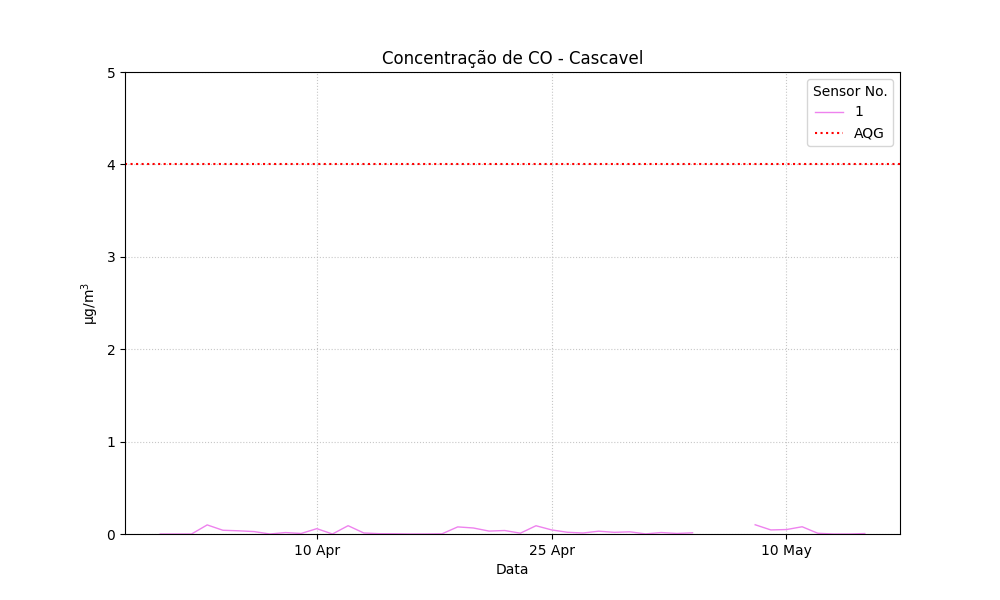 Concentração de CO - Cascavel
5
4
3
2
1
0
µg/m³
10 Apr
25 Apr
10 May
Data
Sensor No.
1
AQG